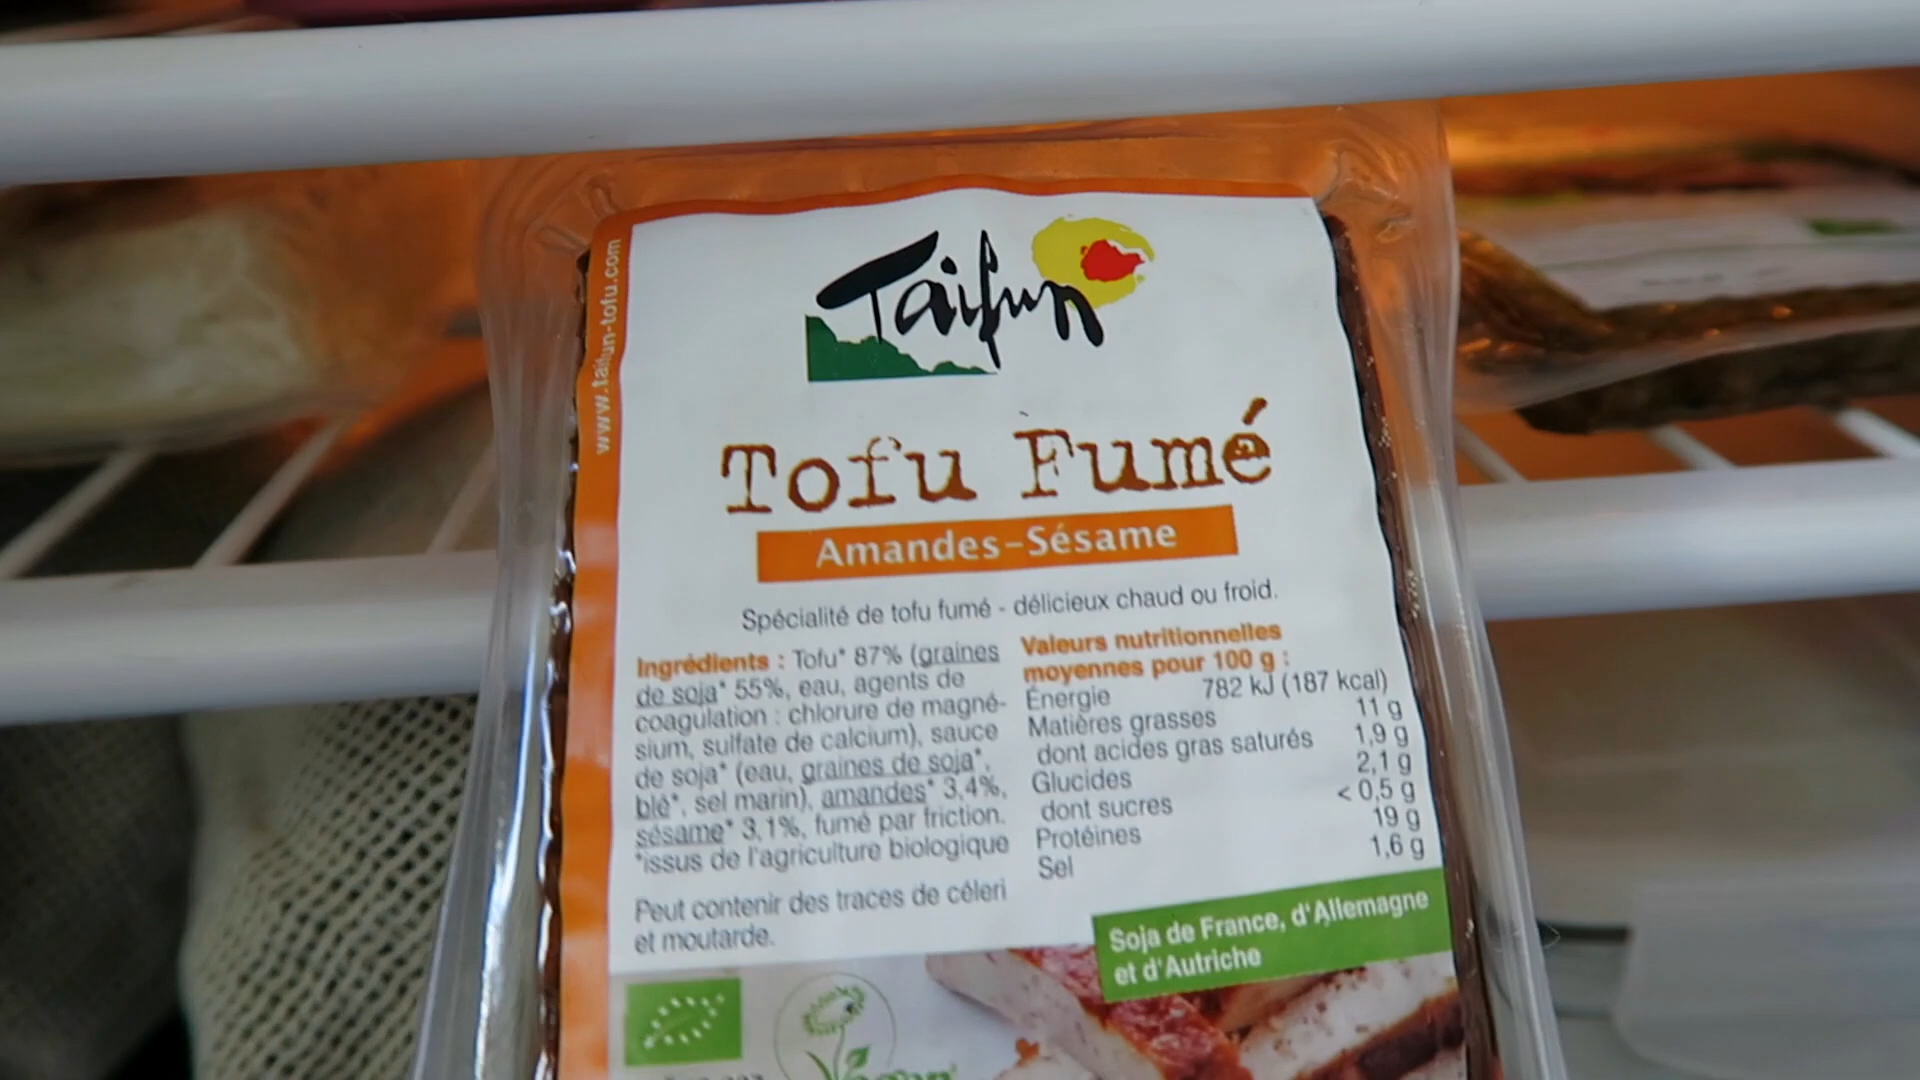 www.taifun-tofu.com
Taifun
Tofu Fumé
Amandes-Sésame
Spécialité de tofu fumé - délicieux chaud ou froid.
Ingrédients : Tofu* 87% (graines
de soja* 55%, eau, agents de
coagulation : chlorure de magné-
sium, sulfate de calcium), sauce
de soja* (eau, graines de soja*,
blé*, sel marin), amandes* 3,4%,
sésame* 3,1%, fumé par friction.
*issus de l'agriculture biologique
Peut contenir des traces de céleri
et moutarde.
Valeurs nutritionnelles
moyennes pour 100 g :
Énergie 782 kJ (187 kcal)
Matières grasses 11 g
dont acides gras saturés 1,9 g
Glucides 2,1 g
dont sucres < 0,5 g
Protéines 19 g
Sel 1,6 g
Soja de France, d'Allemagne
et d'Autriche